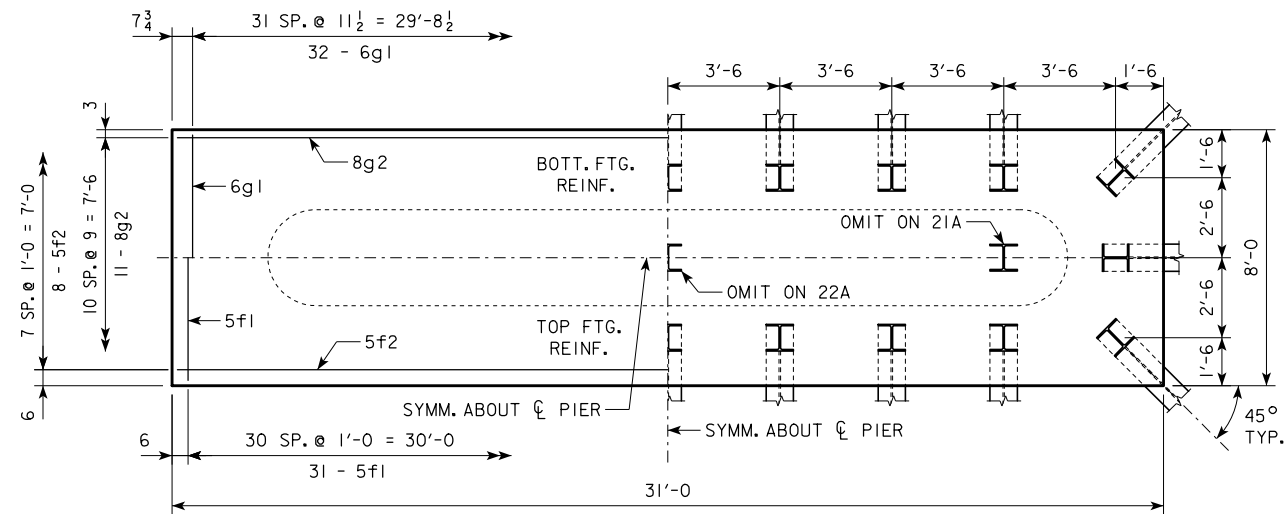 7 3/4
31 SP. @ 11 1/2 = 29'-8 1/2
32 - 6g1
3'-6
3'-6
3'-6
3'-6
1'-6
3
8g2
BOTT. FTG.
REINF.
6g1
1'-6
2'-6
OMIT ON 21A
8'-0
7 SP. @ 1'-0 = 7'-0
8 - 5f2
10 SP. @ 9 = 7'-6
11 - 8g2
OMIT ON 22A
2'-6
5f1
5f2
TOP FTG.
REINF.
1'-6
6
SYMM. ABOUT ℄ PIER
SYMM. ABOUT ℄ PIER
45°
TYP.
6
30 SP. @ 1'-0 = 30'-0
31 - 5f1
31'-0